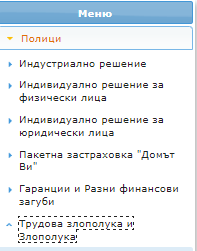 Меню
Полици
Индустриално решение
Индивидуално решение за
физически лица
Индивидуално решение за
юридически лица
Пакетна застраховка "Домът
Ви"
Гаранции и Разни финансови
загуби
Трудова злополука и
Злополука